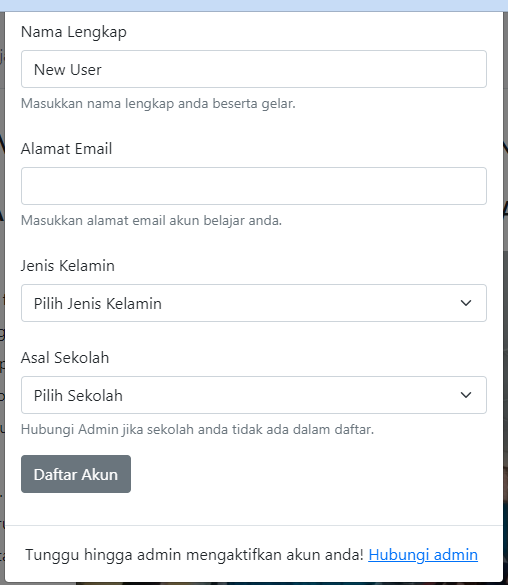 Nama Lengkap
New User
Masukkan nama lengkap anda beserta gelar.
Alamat Email
Masukkan alamat email akun belajar anda.
Jenis Kelamin
Pilih Jenis Kelamin
Asal Sekolah
Pilih Sekolah
Hubungi Admin jika sekolah anda tidak ada dalam daftar.
Daftar Akun
Tunggu hingga admin mengaktifkan akun anda! Hubungi admin